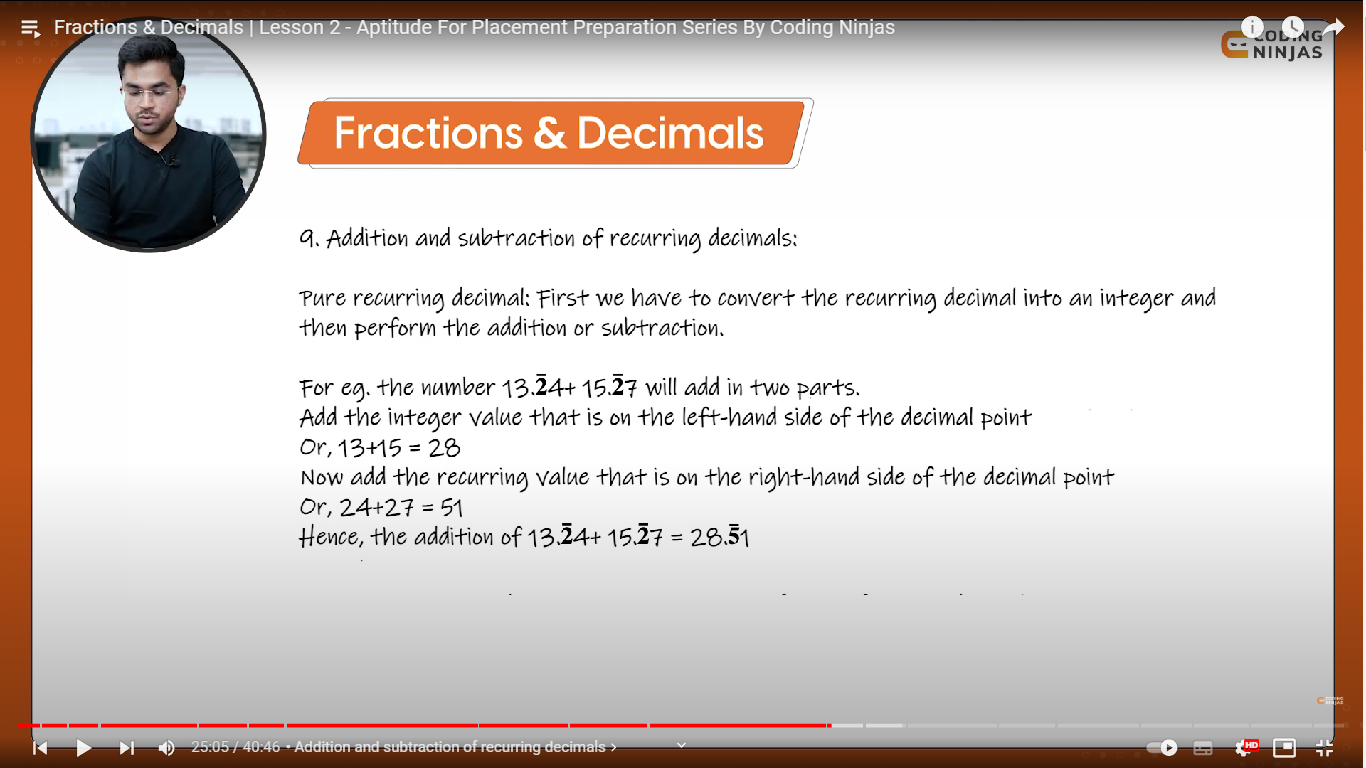 Fractions & Decimals | Lesson 2 - Aptitude For Placement Preparation Series By Coding Ninjas
CODING
NINJAS
Fractions & Decimals
9. Addition and subtraction of recurring decimals:
Pure recurring decimal: First we have to convert the recurring decimal into an integer and
then perform the addition or subtraction.
For eg. the number 13.2̄4+ 15.2̄7 will add in two parts.
Add the integer value that is on the left-hand side of the decimal point
Or, 13+15 = 28
Now add the recurring value that is on the right-hand side of the decimal point
Or, 24+27 = 51
Hence, the addition of 13.2̄4+ 15.2̄7 = 28.5̄1
CODING
NINJAS
25:05 / 40:46 • Addition and subtraction of recurring decimals ›
HD